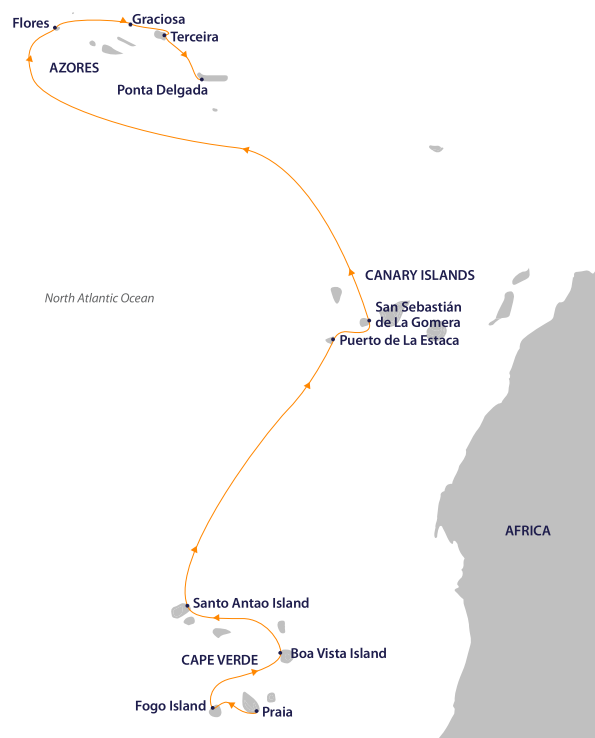 Flores
Graciosa
Terceira
AZORES
Ponta Delgada
CANARY ISLANDS
North Atlantic Ocean
San Sebastián
de La Gomera
Puerto de La Estaca
AFRICA
Santo Antao Island
Boa Vista Island
CAPE VERDE
Fogo Island
Praia